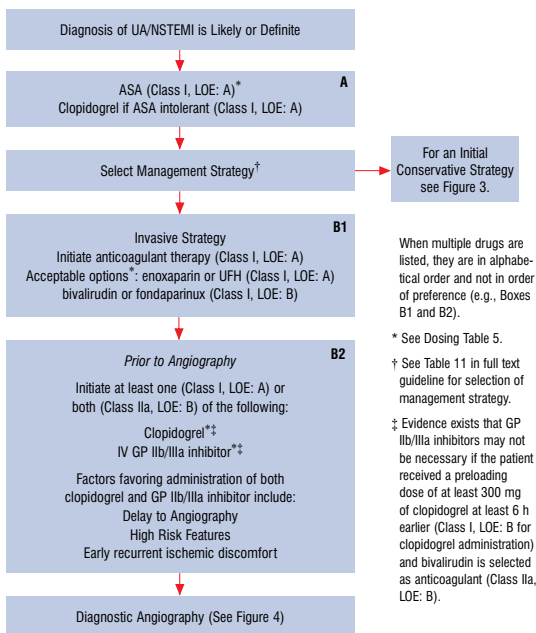 Diagnosis of UA/NSTEMI is Likely or Definite
A
ASA (Class I, LOE: A)*
Clopidogrel if ASA intolerant (Class I, LOE: A)
Select Management Strategy†
For an Initial
Conservative Strategy
see Figure 3.
B1
Invasive Strategy
Initiate anticoagulant therapy (Class I, LOE: A)
Acceptable options*: enoxaparin or UFH (Class I, LOE: A)
bivalirudin or fondaparinux (Class I, LOE: B)
B2
Prior to Angiography
Initiate at least one (Class I, LOE: A) or
both (Class IIa, LOE: B) of the following:
Clopidogrel*‡
IV GP IIb/IIIa inhibitor*‡
Factors favoring administration of both
clopidogrel and GP IIb/IIIa inhibitor include:
Delay to Angiography
High Risk Features
Early recurrent ischemic discomfort
Diagnostic Angiography (See Figure 4)
When multiple drugs are
listed, they are in alphabe-
tical order and not in order
of preference (e.g., Boxes
B1 and B2).
* See Dosing Table 5.
† See Table 11 in full text
guideline for selection of
management strategy.
‡ Evidence exists that GP
IIb/IIIa inhibitors may not
be necessary if the patient
received a preloading
dose of at least 300 mg
of clopidogrel at least 6 h
earlier (Class I, LOE: B for
clopidogrel administration)
and bivalirudin is selected
as anticoagulant (Class IIa,
LOE: B).